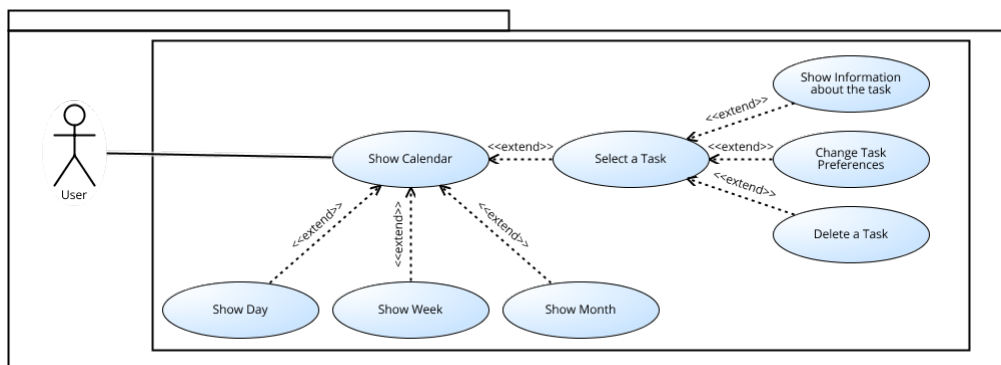 Show Information
about the task
<<extend>>
<<extend>>
<<extend>>
Show Calendar
Select a Task
Change Task
Preferences
User
<<extend>>
<<extend>>
<<extend>>
<<extend>>
Delete a Task
Show Day
Show Week
Show Month